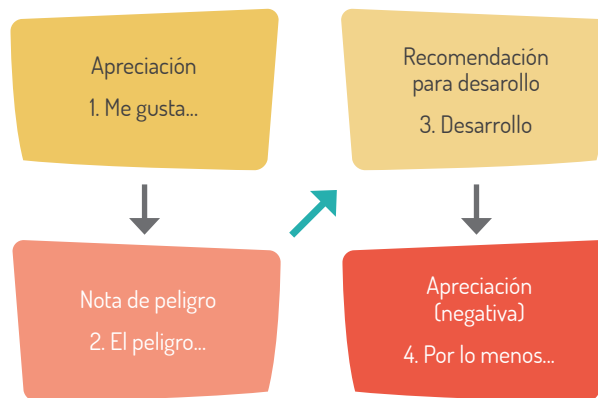 Apreciación
1. Me gusta...
Nota de peligro
2. El peligro...
Recomendación
para desarollo
3. Desarrollo
Apreciación
(negativa)
4. Por lo menos...